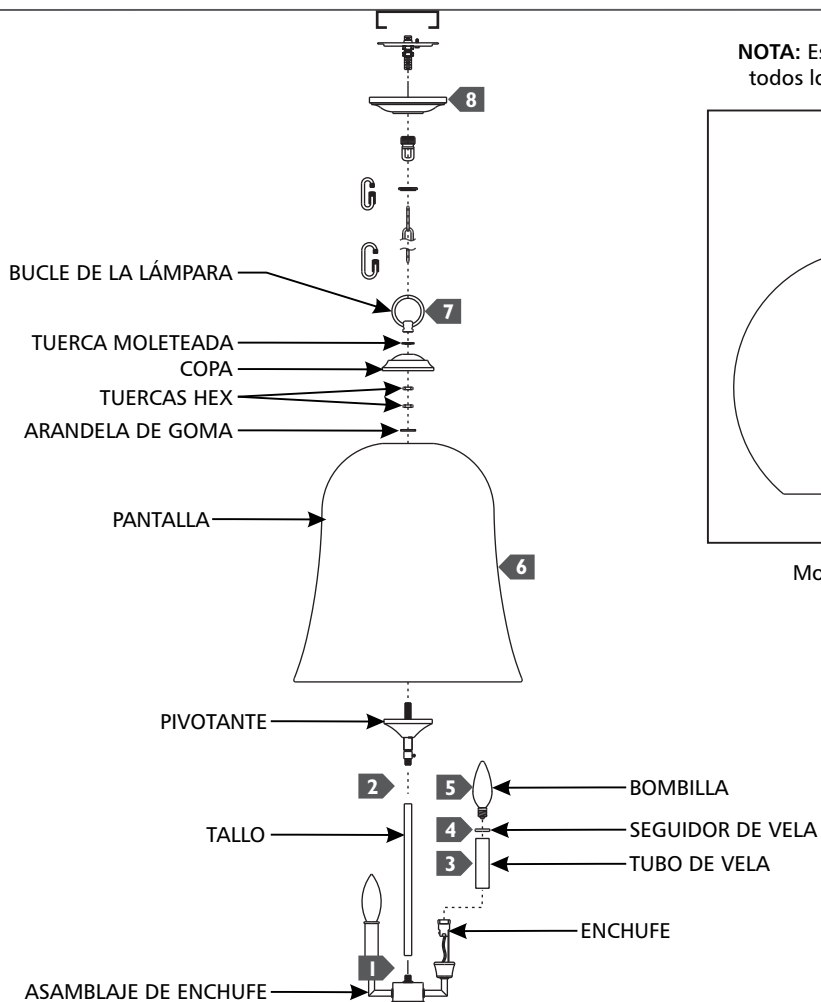 NOTA: Es
todos lo
8
BUCLE DE LA LÁMPARA
7
TUERCA MOLETEADA
COPA
TUERCAS HEX
ARANDELA DE GOMA
PANTALLA
6
Mo
PIVOTANTE
2
5
BOMBILLA
TALLO
4
SEGUIDOR DE VELA
3
TUBO DE VELA
ENCHUFE
1
ASAMBLAJE DE ENCHUFE